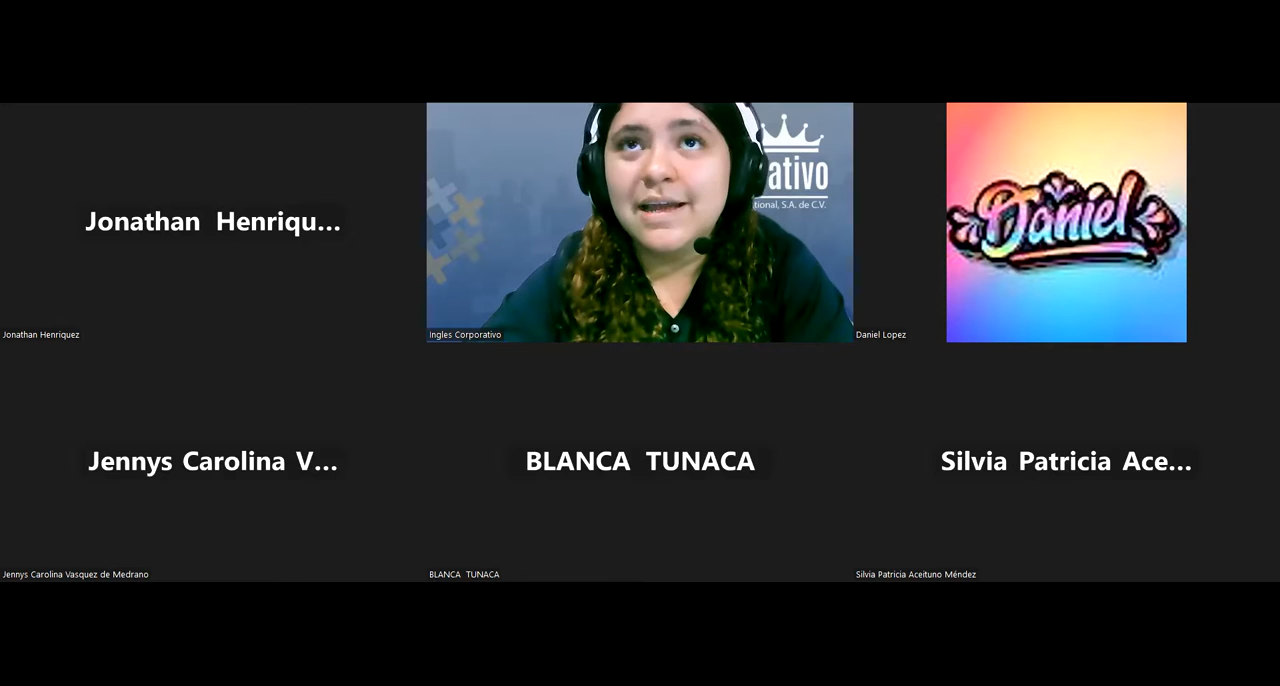 Jonathan Henriqu...
Jonathan Henriquez
ativo
tional, S.A. de C.V.
Ingles Corporativo
Daniel
Daniel Lopez
Jennys Carolina V...
Jennys Carolina Vasquez de Medrano
BLANCA TUNACA
BLANCA TUNACA
Silvia Patricia Ace...
Silvia Patricia Aceituno Méndez